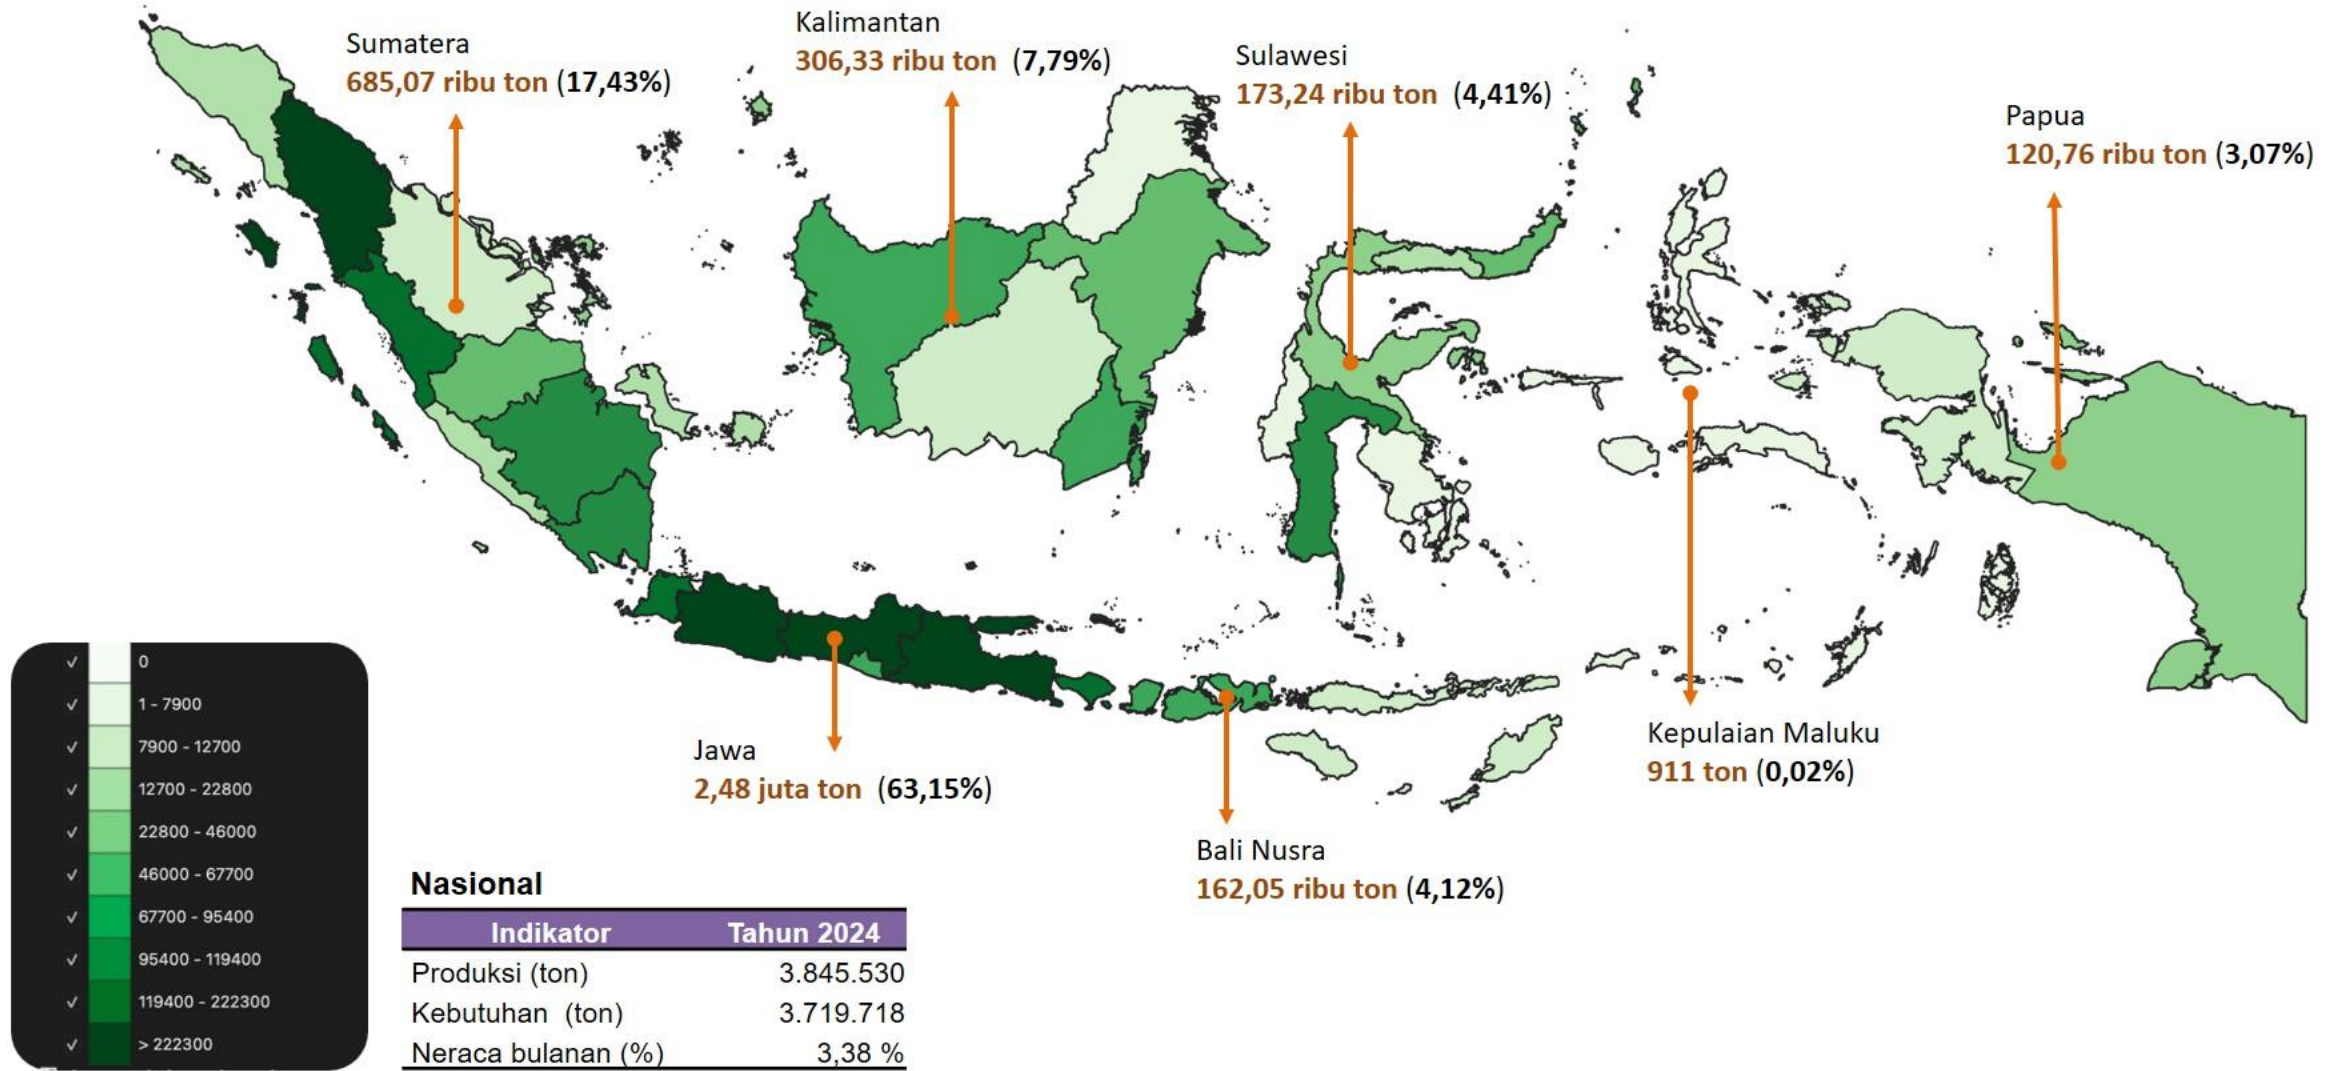 Kalimantan
306,33 ribu ton (7,79%)
Sumatera
685,07 ribu ton (17,43%)
Sulawesi
173,24 ribu ton (4,41%)
Papua
120,76 ribu ton (3,07%)
0
1 - 7900
7900 - 12700
12700 - 22800
22800 - 46000
46000 - 67700
67700 - 95400
95400 - 119400
119400 - 222300
> 222300
Jawa
2,48 juta ton (63,15%)
Kepulaian Maluku
911 ton (0,02%)
Bali Nusra
162,05 ribu ton (4,12%)
Nasional
Indikator Tahun 2024
Produksi (ton) 3.845.530
Kebutuhan (ton) 3.719.718
Neraca bulanan (%) 3,38 %